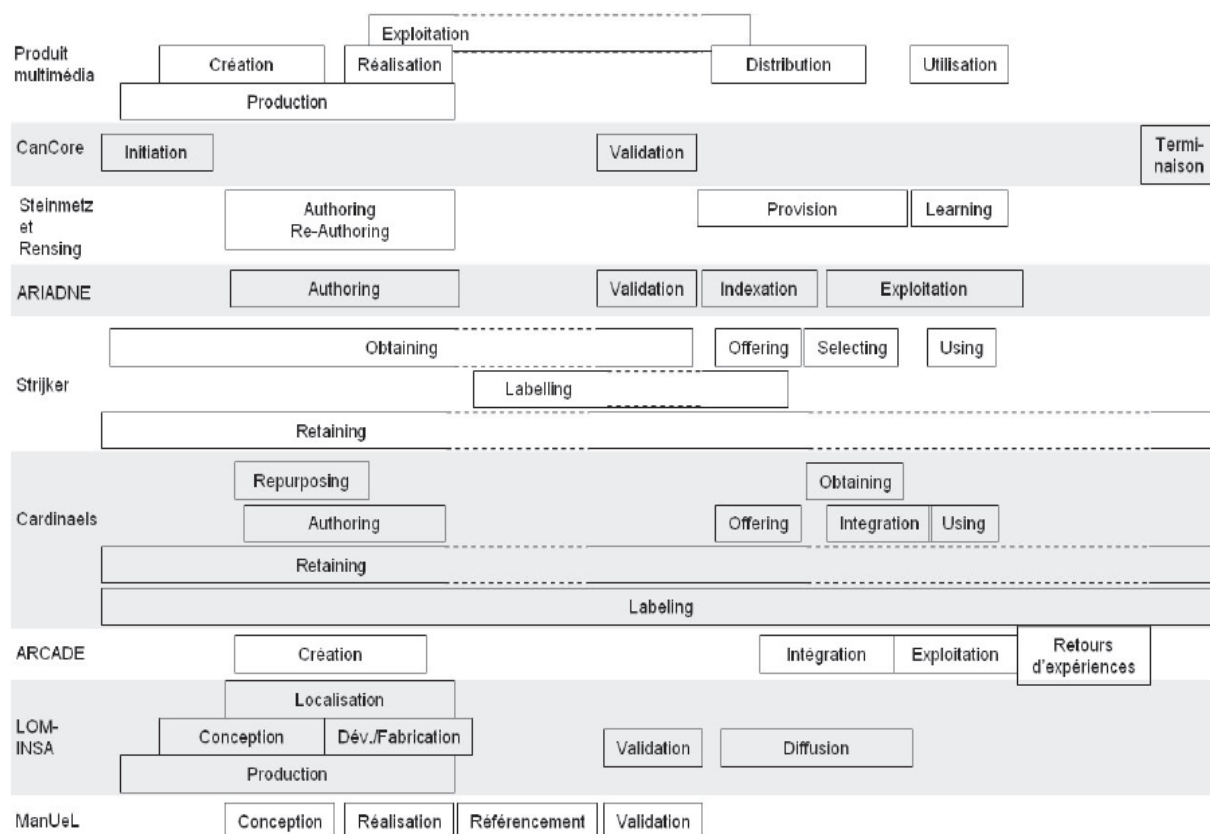 Exploitation
Produit
multimédia
Création
Réalisation
Distribution
Utilisation
Production
CanCore
Initiation
Validation
Termi-
naison
Steinmetz
et
Rensing
Authoring
Re-Authoring
Provision
Learning
ARIADNE
Authoring
Validation
Indexation
Exploitation
Strijker
Obtaining
Offering
Selecting
Using
Labelling
Retaining
Cardinaels
Repurposing
Obtaining
Authoring
Offering
Integration
Using
Retaining
Labeling
ARCADE
Création
Intégration
Exploitation
Retours
d'expériences
LOM-
INSA
Localisation
Conception
Dév./Fabrication
Validation
Diffusion
Production
ManUeL
Conception
Réalisation
Référencement
Validation